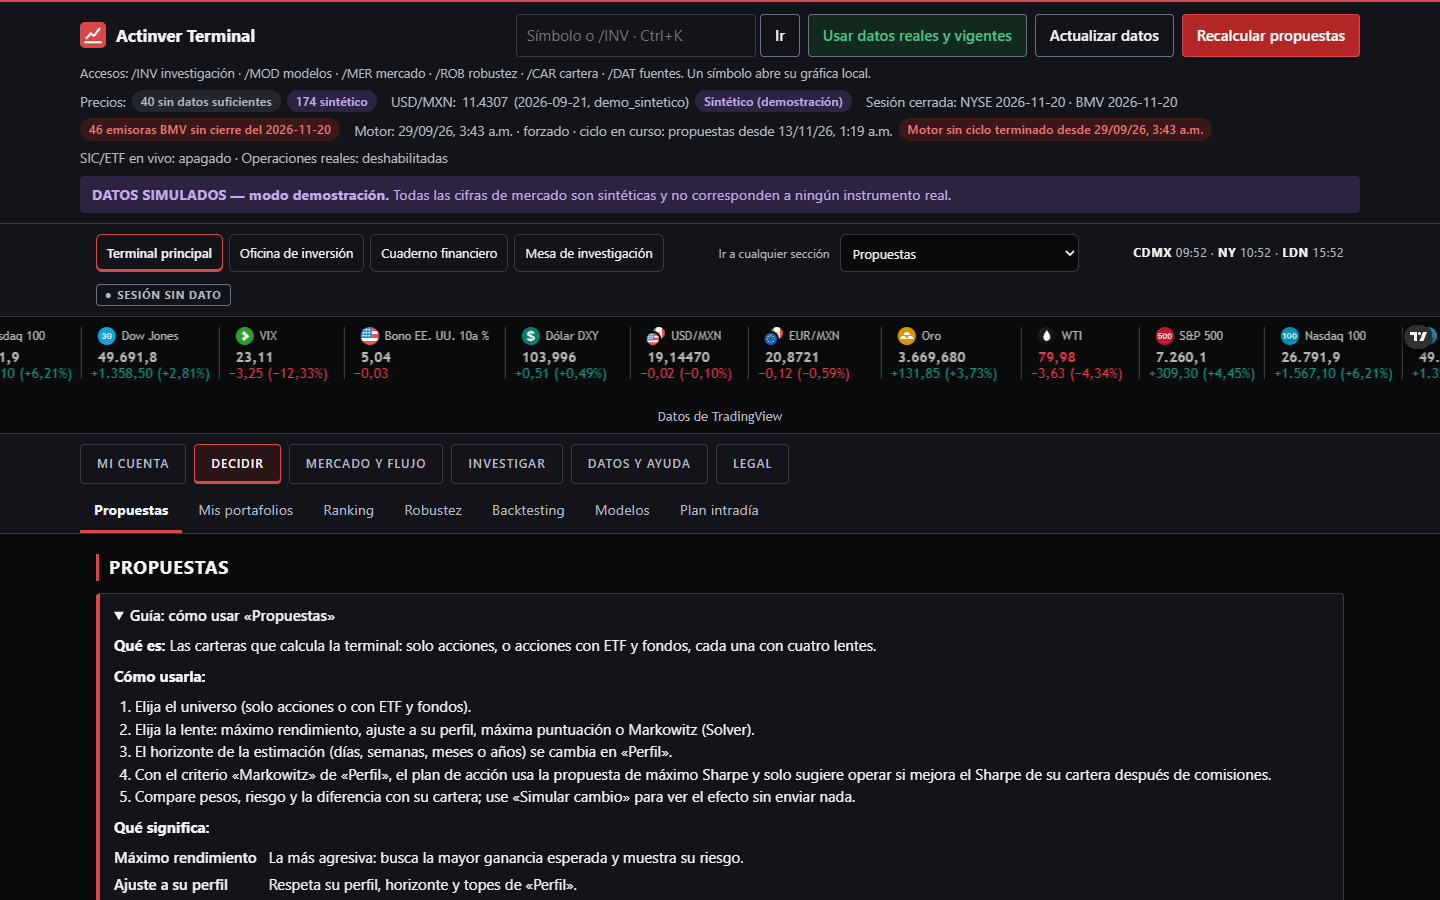 Actinver Terminal
Símbolo o /INV · Ctrl+K
Ir
Usar datos reales y vigentes
Actualizar datos
Recalcular propuestas
Accesos: /INV investigación · /MOD modelos · /MER mercado · /ROB robustez · /CAR cartera · /DAT fuentes. Un símbolo abre su gráfica local.
Precios: 40 sin datos suficientes 174 sintético USD/MXN: 11.4307 (2026-09-21, demo_sintetico) Sintético (demostración) Sesión cerrada: NYSE 2026-11-20 · BMV 2026-11-20
46 emisoras BMV sin cierre del 2026-11-20 Motor: 29/09/26, 3:43 a.m. · forzado · ciclo en curso: propuestas desde 13/11/26, 1:19 a.m. Motor sin ciclo terminado desde 29/09/26, 3:43 a.m.
SIC/ETF en vivo: apagado · Operaciones reales: deshabilitadas
DATOS SIMULADOS — modo demostración. Todas las cifras de mercado son sintéticas y no corresponden a ningún instrumento real.
Terminal principal
Oficina de inversión
Cuaderno financiero
Mesa de investigación
Ir a cualquier sección
Propuestas
CDMX 09:52 · NY 10:52 · LDN 15:52
● SESIÓN SIN DATO
sdaq 100 30 Dow Jones VIX Bono EE. UU. 10a % Dólar DXY USD/MXN EUR/MXN Oro WTI 500 S&P 500 100 Nasdaq 100
1,9 49.691,8 23,11 5,04 103,996 19,14470 20,8721 3.669,680 79,98 7.260,1 26.791,9 49.
10 (+6,21%) +1.358,50 (+2,81%) −3,25 (−12,33%) −0,03 +0,51 (+0,49%) −0,02 (−0,10%) −0,12 (−0,59%) +131,85 (+3,73%) −3,63 (−4,34%) +309,30 (+4,45%) +1.567,10 (+6,21%) +1.3
Datos de TradingView
MI CUENTA
DECIDIR
MERCADO Y FLUJO
INVESTIGAR
DATOS Y AYUDA
LEGAL
Propuestas
Mis portafolios
Ranking
Robustez
Backtesting
Modelos
Plan intradía
PROPUESTAS
▼ Guía: cómo usar «Propuestas»
Qué es: Las carteras que calcula la terminal: solo acciones, o acciones con ETF y fondos, cada una con cuatro lentes.
Cómo usarla:
1. Elija el universo (solo acciones o con ETF y fondos).
2. Elija la lente: máximo rendimiento, ajuste a su perfil, máxima puntuación o Markowitz (Solver).
3. El horizonte de la estimación (días, semanas, meses o años) se cambia en «Perfil».
4. Con el criterio «Markowitz» de «Perfil», el plan de acción usa la propuesta de máximo Sharpe y solo sugiere operar si mejora el Sharpe de su cartera después de comisiones.
5. Compare pesos, riesgo y la diferencia con su cartera; use «Simular cambio» para ver el efecto sin enviar nada.
Qué significa:
Máximo rendimiento La más agresiva: busca la mayor ganancia esperada y muestra su riesgo.
Ajuste a su perfil Respeta su perfil, horizonte y topes de «Perfil».